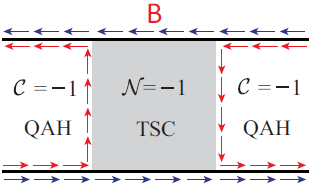 B
C = −1
N= −1
C = −1
QAH
TSC
QAH